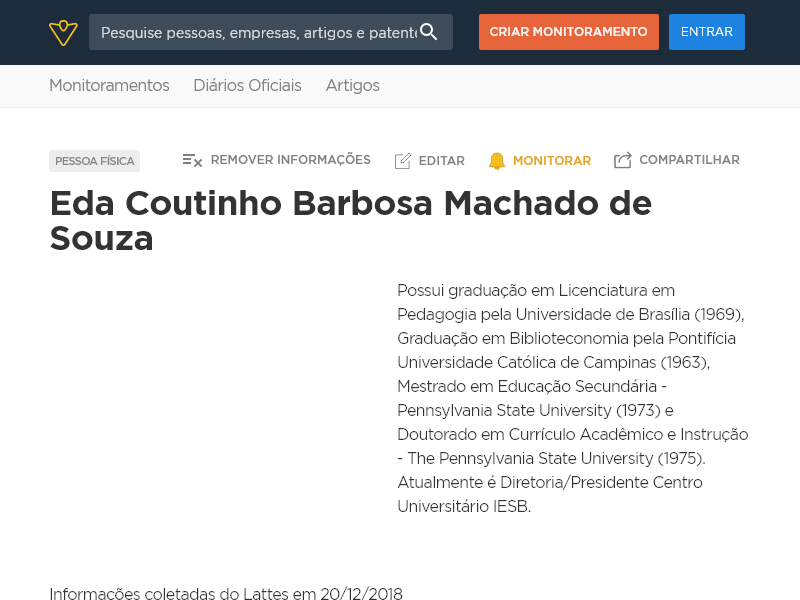 Pesquise pessoas, empresas, artigos e patent
CRIAR MONITORAMENTO
ENTRAR
Monitoramentos
Diários Oficiais
Artigos
PESSOA FÍSICA
REMOVER INFORMAÇÕES
EDITAR
MONITORAR
COMPARTILHAR
Eda Coutinho Barbosa Machado de
Souza
Possui graduação em Licenciatura em
Pedagogia pela Universidade de Brasília (1969),
Graduação em Biblioteconomia pela Pontifícia
Universidade Católica de Campinas (1963),
Mestrado em Educação Secundária -
Pennsylvania State University (1973) e
Doutorado em Currículo Acadêmico e Instrução
- The Pennsylvania State University (1975).
Atualmente é Diretoria/Presidente Centro
Universitário IESB.
Informações coletadas do Lattes em 20/12/2018